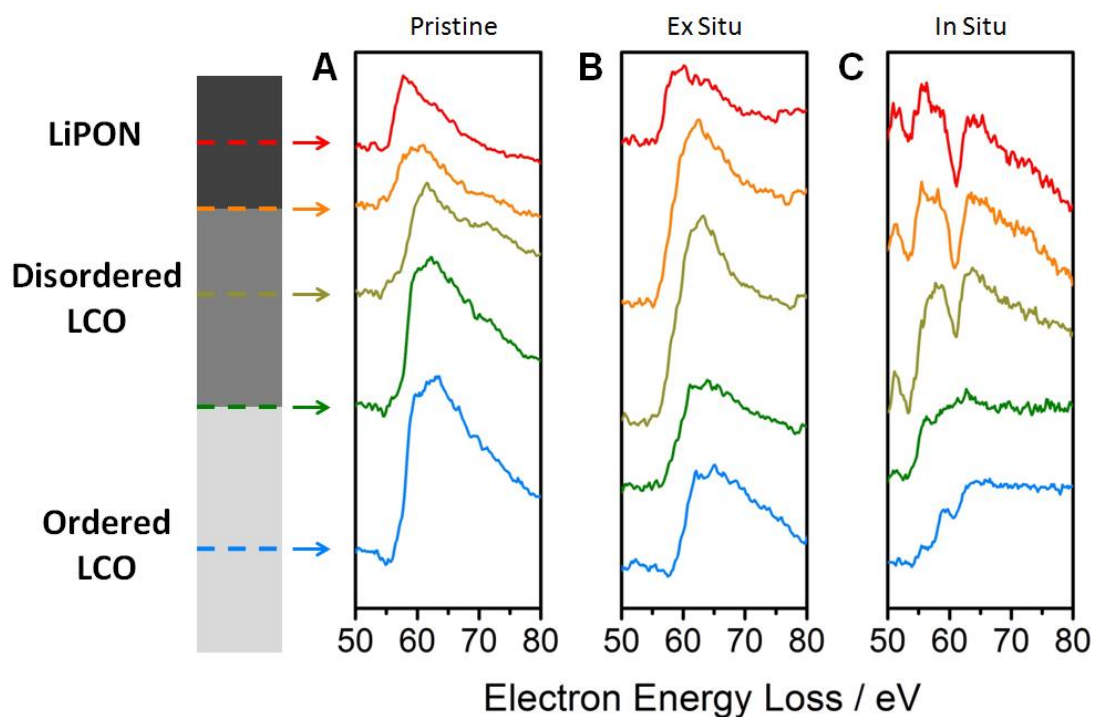 Pristine
Ex Situ
In Situ
A
B
C
LiPON
Disordered
LCO
Ordered
LCO
50 60 70 80
50 60 70 80
50 60 70 80
Electron Energy Loss / eV